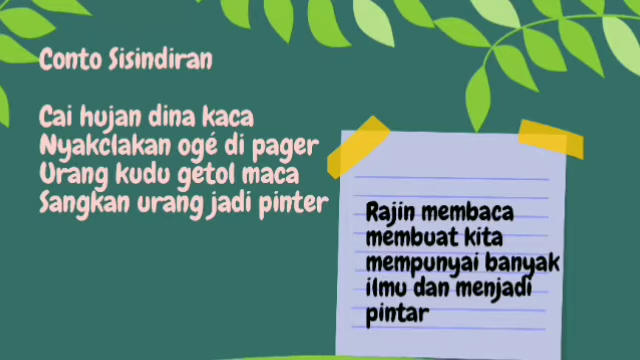 Conto Sisindiran
Cai hujan dina kaca
Nyakclakan ogé di pager
Urang kudu getol maca
Sangkan urang jadi pinter
Rajin membaca
membuat kita
mempunyai banyak
ilmu dan menjadi
pintar